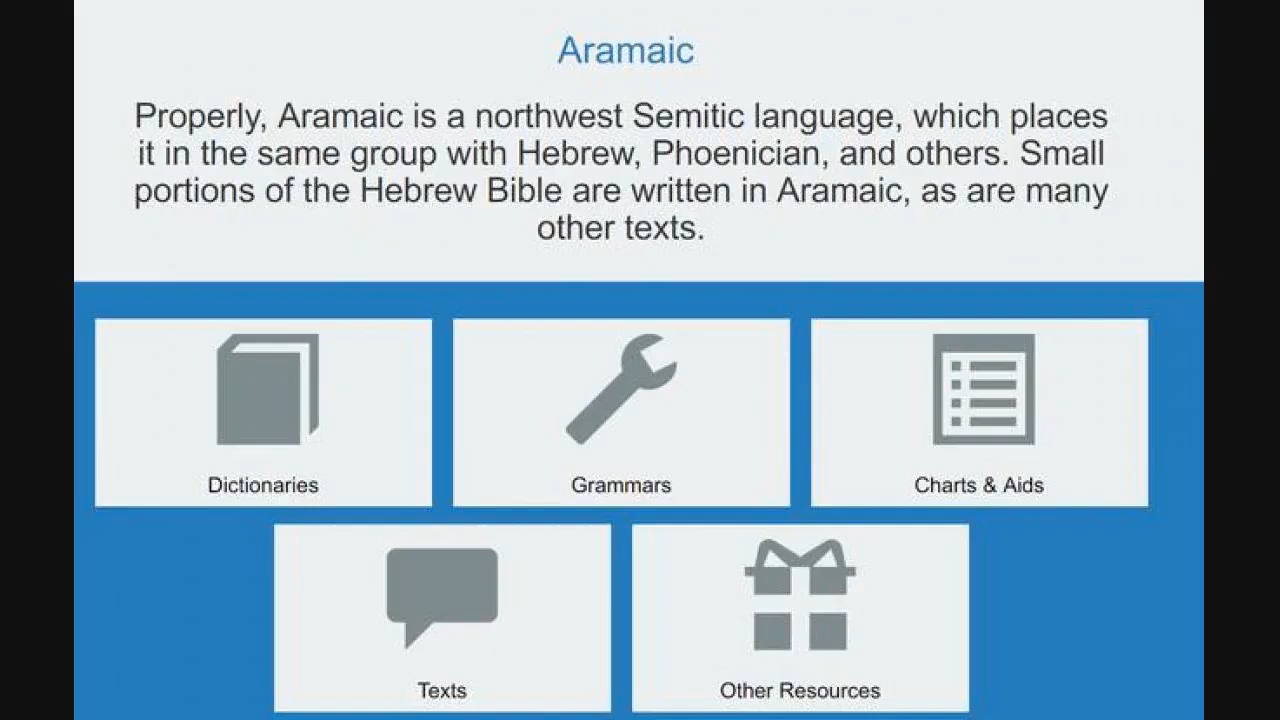 Aramaic
Properly, Aramaic is a northwest Semitic language, which places
it in the same group with Hebrew, Phoenician, and others. Small
portions of the Hebrew Bible are written in Aramaic, as are many
other texts.
Dictionaries
Grammars
Charts & Aids
Texts
Other Resources